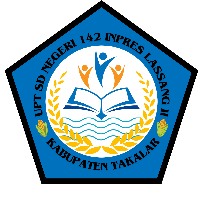 UPT SD NEGERI 142 INPRES LASSANG II
KABUPATEN TAKALAR